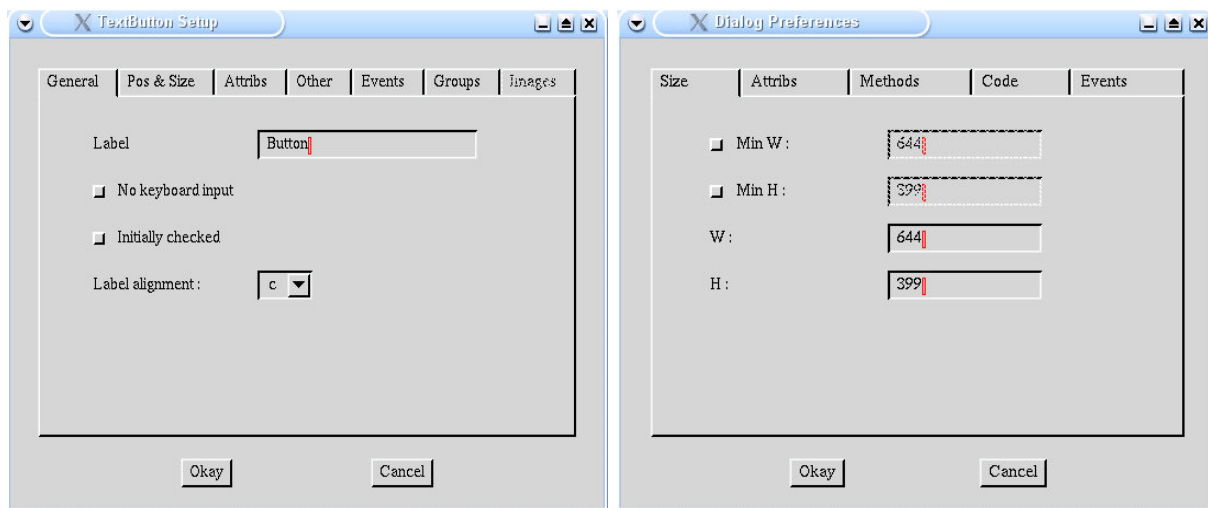 TextButton Setup
General Pos & Size Attribs Other Events Groups Images
Label Button
No keyboard input
Initially checked
Label alignment : c
Okay Cancel
Dialog Preferences
Size Attribs Methods Code Events
Min W : 644
Min H : 399
W : 644
H : 399
Okay Cancel